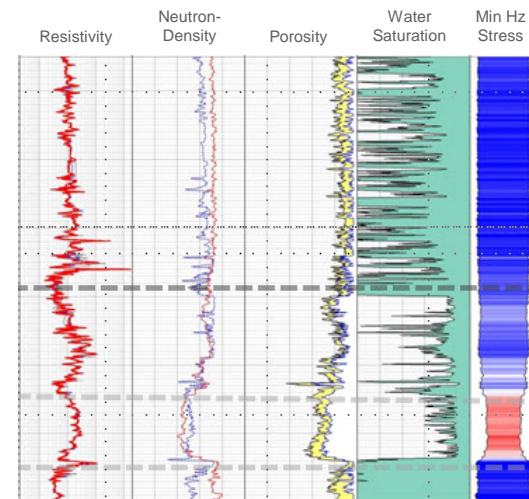 Neutron-
Water
Min Hz
Resistivity
Density
Porosity
Saturation
Stress